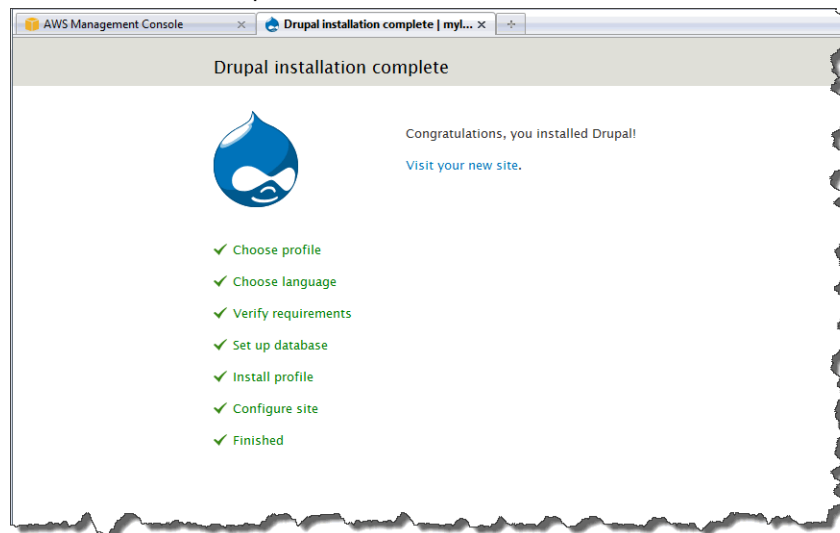 AWS Management Console
Drupal installation complete | myl...
Drupal installation complete
Congratulations, you installed Drupal!
Visit your new site.
Choose profile
Choose language
Verify requirements
Set up database
Install profile
Configure site
Finished